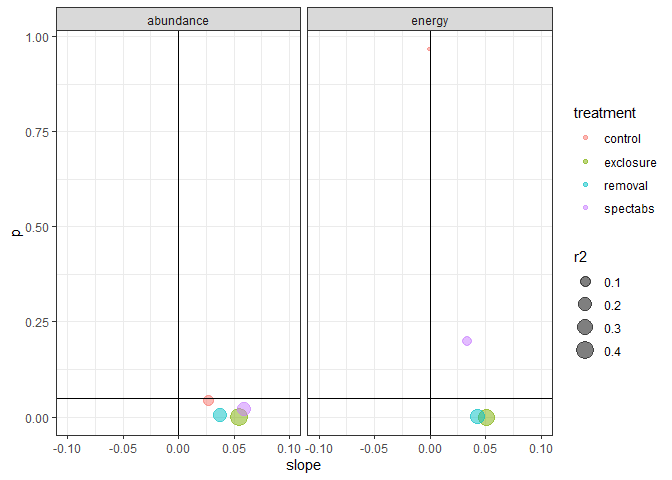 abundance
energy
1.00
0.75
0.50
0.25
0.00
p
-0.10 -0.05 0.00 0.05 0.10
-0.10 -0.05 0.00 0.05 0.10
slope
treatment
control
exclosure
removal
spectabs
r2
0.1
0.2
0.3
0.4